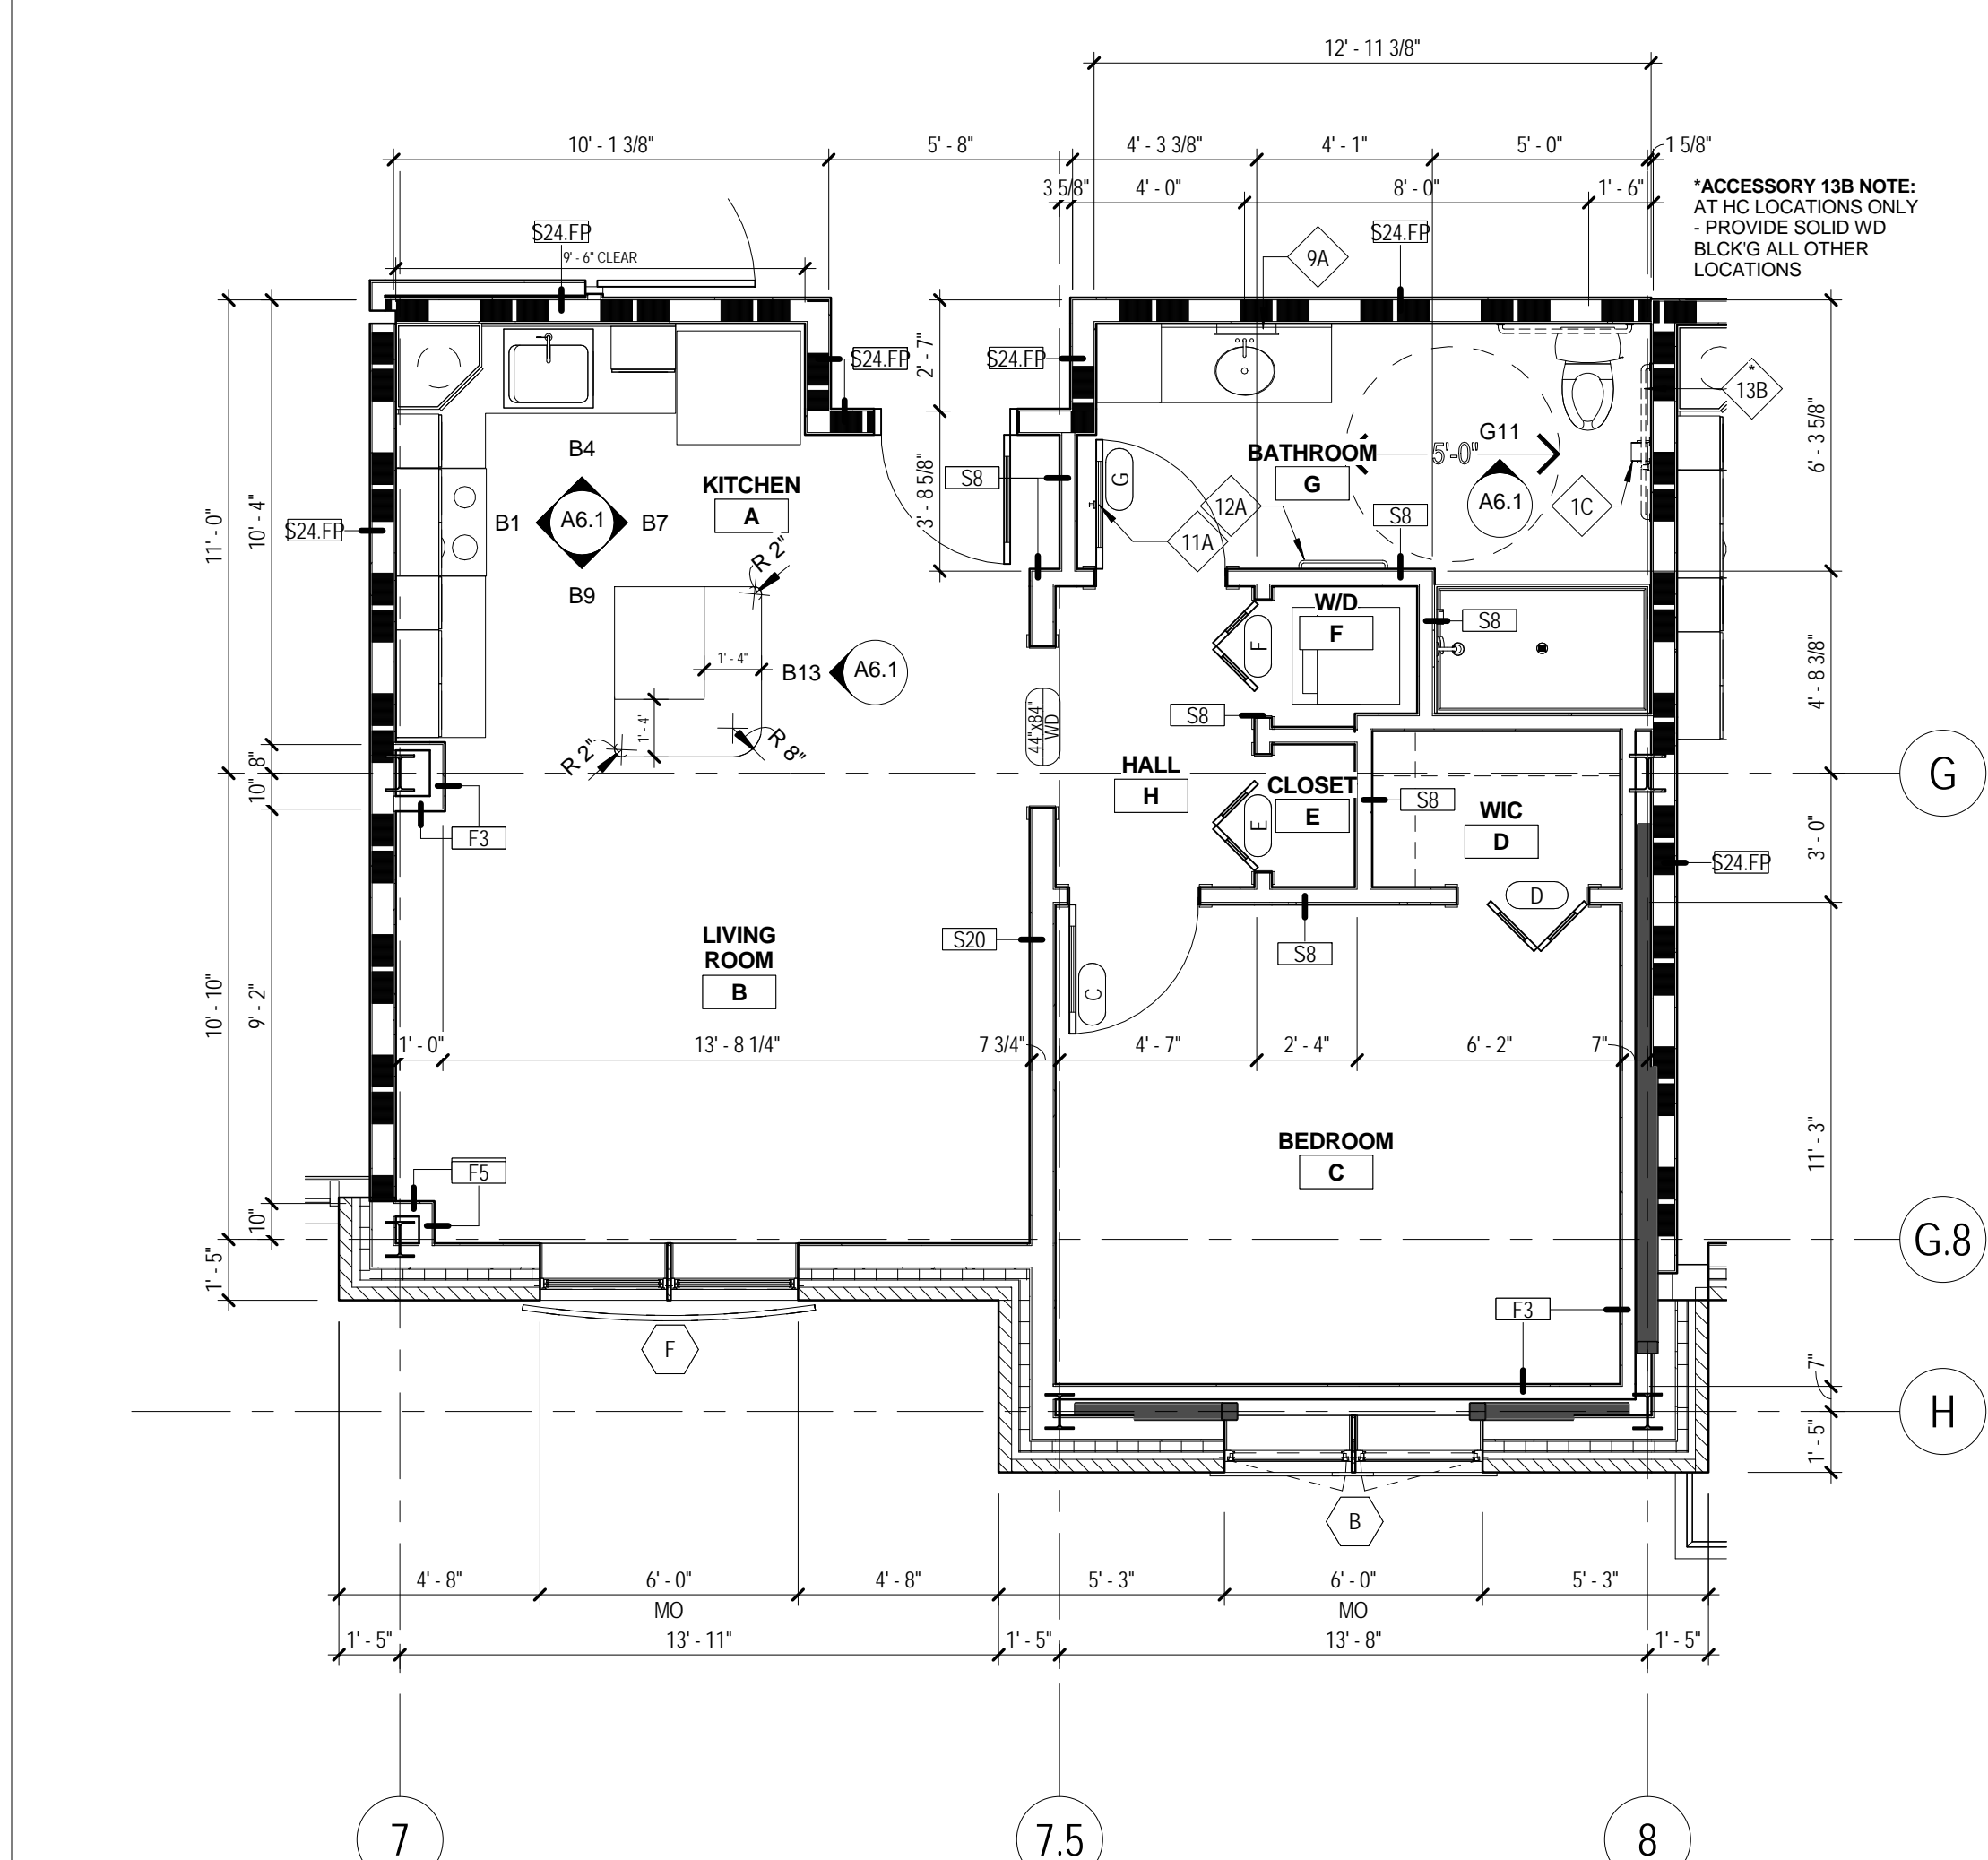 12' - 11 3/8"
10' - 1 3/8"
5' - 8"
4' - 3 3/8"
4' - 1"
5' - 0"
1 5/8"
3 5/8"
4' - 0"
8' - 0"
1' - 6"
*ACCESSORY 13B NOTE:
AT HC LOCATIONS ONLY
- PROVIDE SOLID WD
BLCK'G ALL OTHER
LOCATIONS
S24.FP
9' - 6" CLEAR
9A
S24.FP
S24.FP
2' - 7"
S24.FP
*
13B
6' - 3 5/8"
B4
KITCHEN
A
S8
3' - 8 5/8"
G
BATHROOM
G
5'-0"
G11
A6.1
1C
12A
11A
S8
11' - 0"
10' - 4"
S24.FP
B1
A6.1
B7
B9
R 2"
1' - 4"
1' - 4"
B13
A6.1
R 2"
R 8"
44"x84"
WD
W/D
F
F
S8
S8
4' - 8 3/8"
8"
10"
F3
HALL
H
CLOSET
E
E
S8
WIC
D
D
3' - 0"
S24.FP
G
LIVING
ROOM
B
S20
C
S8
10' - 10"
9' - 2"
1' - 0"
13' - 8 1/4"
7 3/4"
4' - 7"
2' - 4"
6' - 2"
7"
BEDROOM
C
11' - 3"
F5
10"
1' - 5"
G.8
F
F3
7"
H
1' - 5"
B
4' - 8"
6' - 0"
MO
4' - 8"
5' - 3"
6' - 0"
MO
5' - 3"
1' - 5"
13' - 11"
1' - 5"
13' - 8"
1' - 5"
7
7.5
8